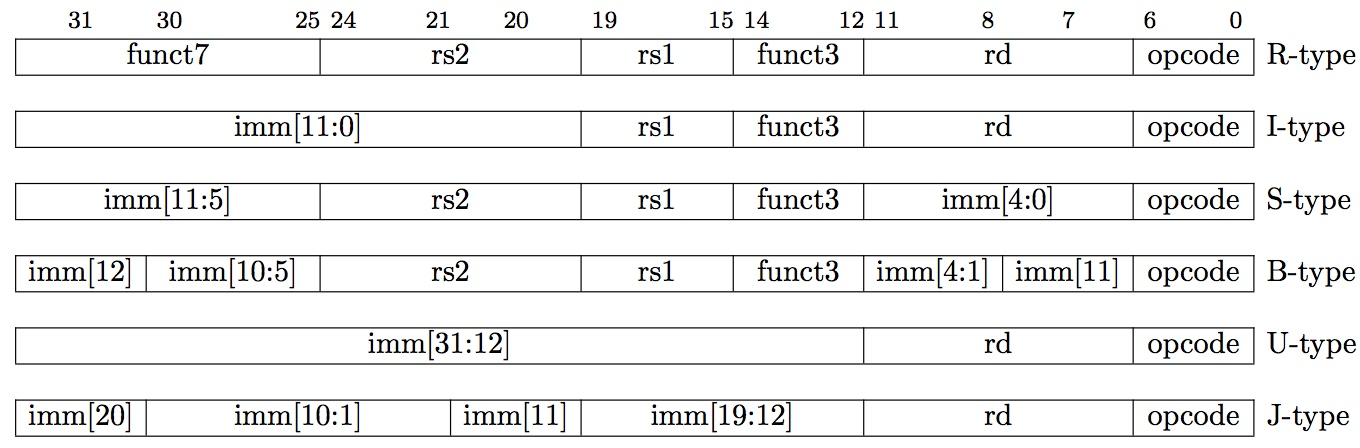 31 30 25 24 21 20 19 15 14 12 11 8 7 6 0
funct7 rs2 rs1 funct3 rd opcode R-type
imm[11:0] rs1 funct3 rd opcode I-type
imm[11:5] rs2 rs1 funct3 imm[4:0] opcode S-type
imm[12] imm[10:5] rs2 rs1 funct3 imm[4:1] imm[11] opcode B-type
imm[31:12] rd opcode U-type
imm[20] imm[10:1] imm[11] imm[19:12] rd opcode J-type